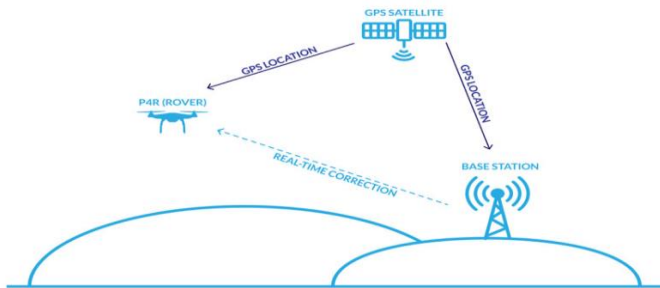 GPS SATELLITE
GPS LOCATION
GPS LOCATION
P4R (ROVER)
REAL-TIME CORRECTION
BASE STATION